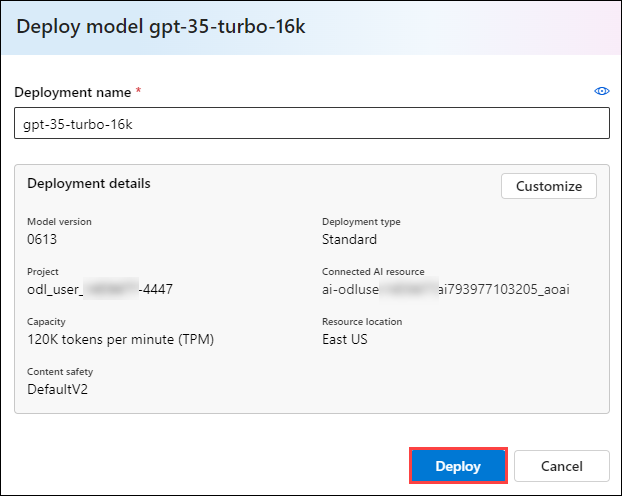 Deploy model gpt-35-turbo-16k
Deployment name *
gpt-35-turbo-16k
Deployment details
Customize
Model version
Deployment type
0613
Standard
Project
Connected AI resource
odl_user_ -4447
ai-odluse ai793977103205_aoai
Capacity
Resource location
120K tokens per minute (TPM)
East US
Content safety
DefaultV2
Deploy
Cancel